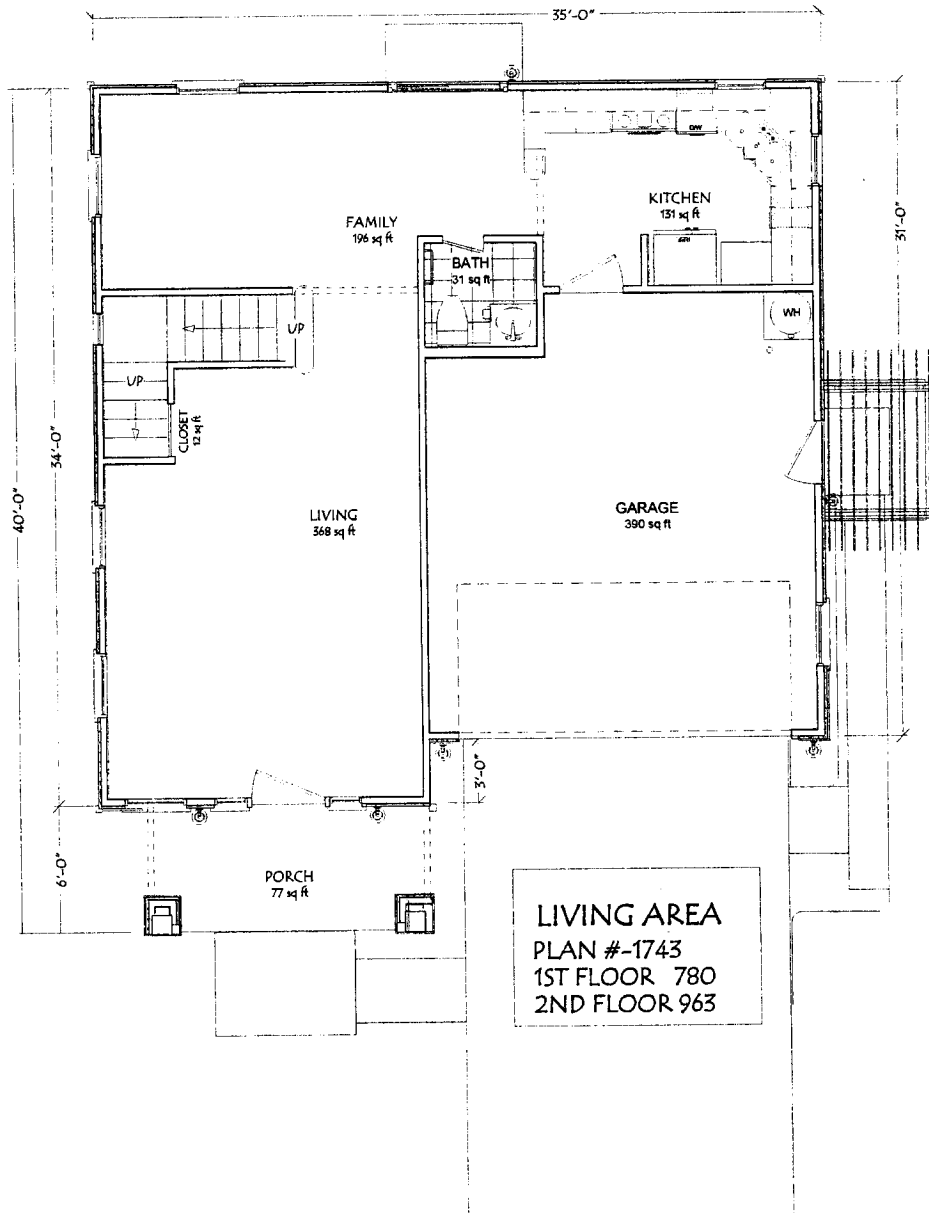 35'-0"
FAMILY
196 sq ft
KITCHEN
131 sq ft
DW
31'-0"
BATH
31 sq ft
UP
WH
UP
CLOSET
12 sq ft
34'-0"
40'-0"
LIVING
368 sq ft
GARAGE
390 sq ft
3'-0"
6'-0"
PORCH
77 sq ft
LIVING AREA
PLAN #-1743
1ST FLOOR 780
2ND FLOOR 963